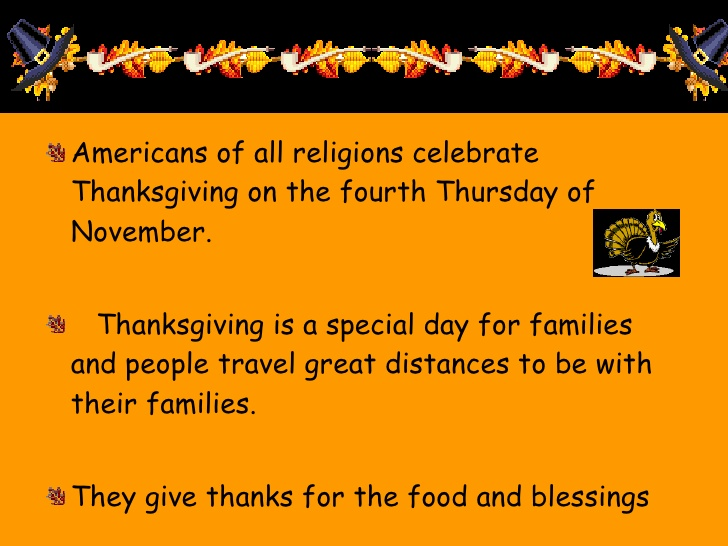 Americans of all religions celebrate
Thanksgiving on the fourth Thursday of
November.
Thanksgiving is a special day for families
and people travel great distances to be with
their families.
They give thanks for the food and blessings